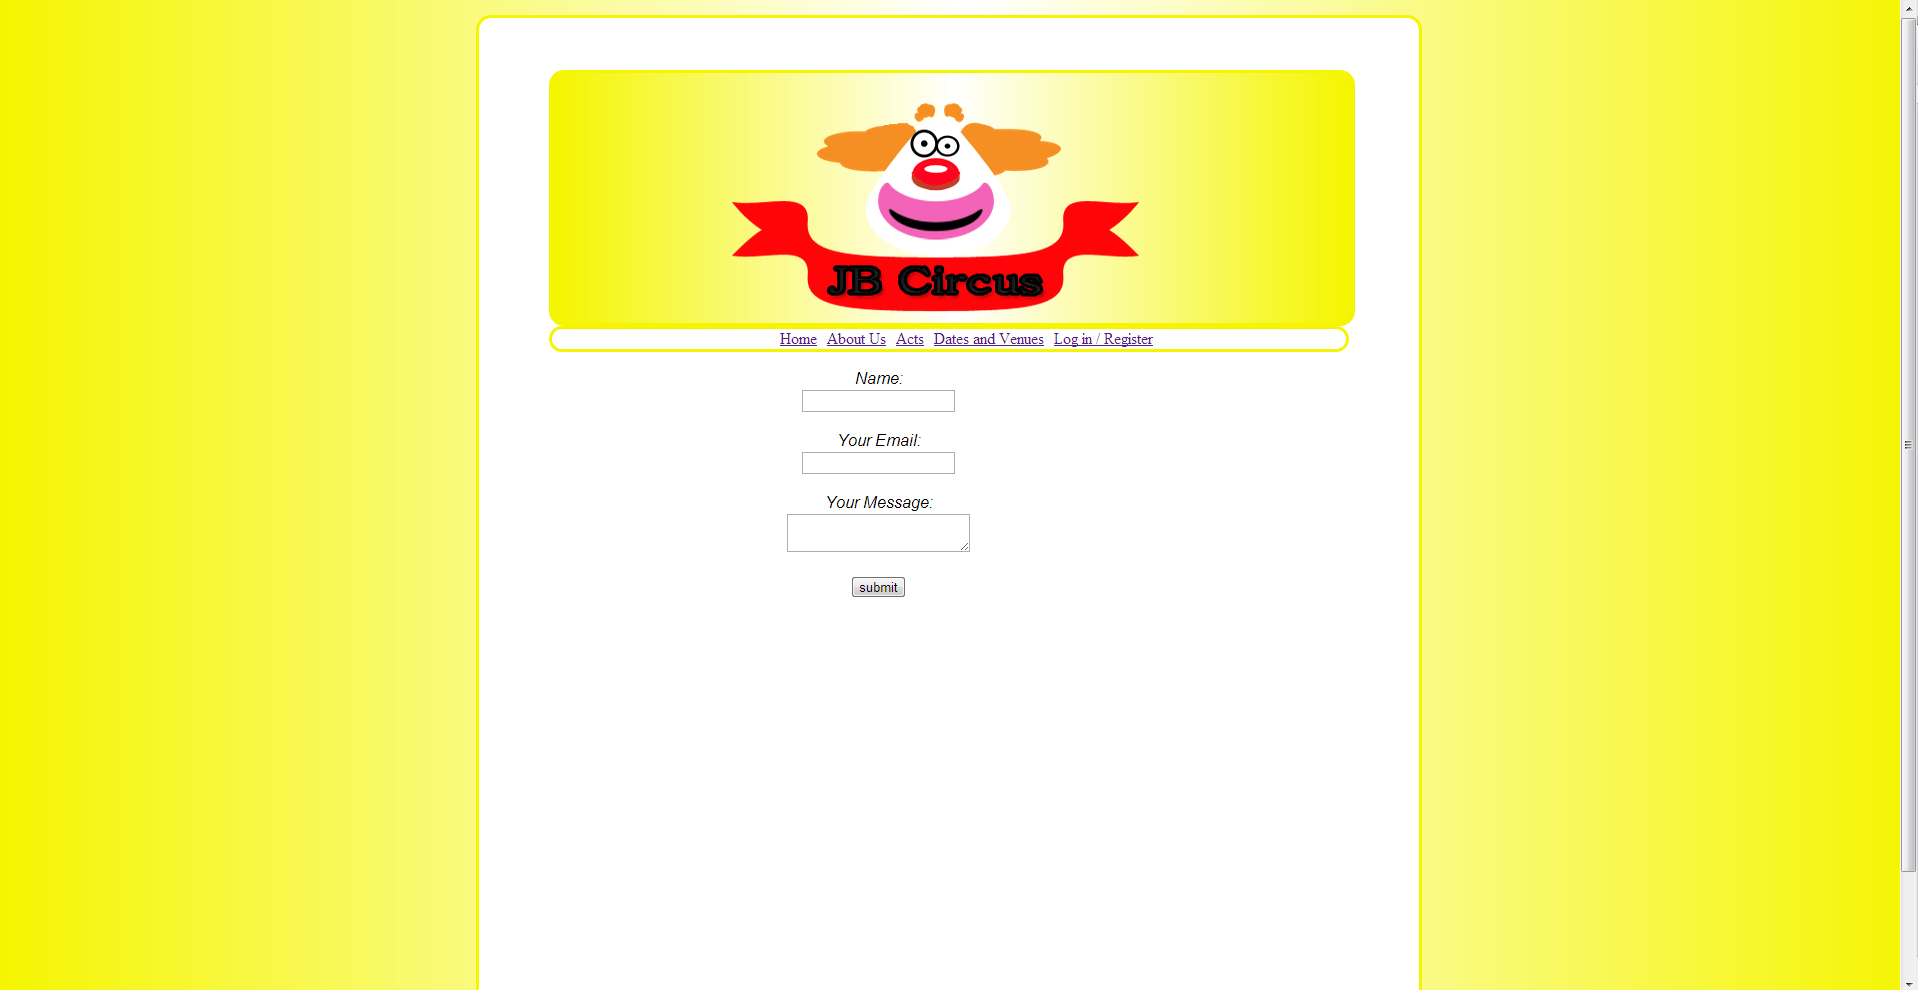 JB Circus
Home About Us Acts Dates and Venues Log in / Register
Name:
Your Email:
Your Message:
submit